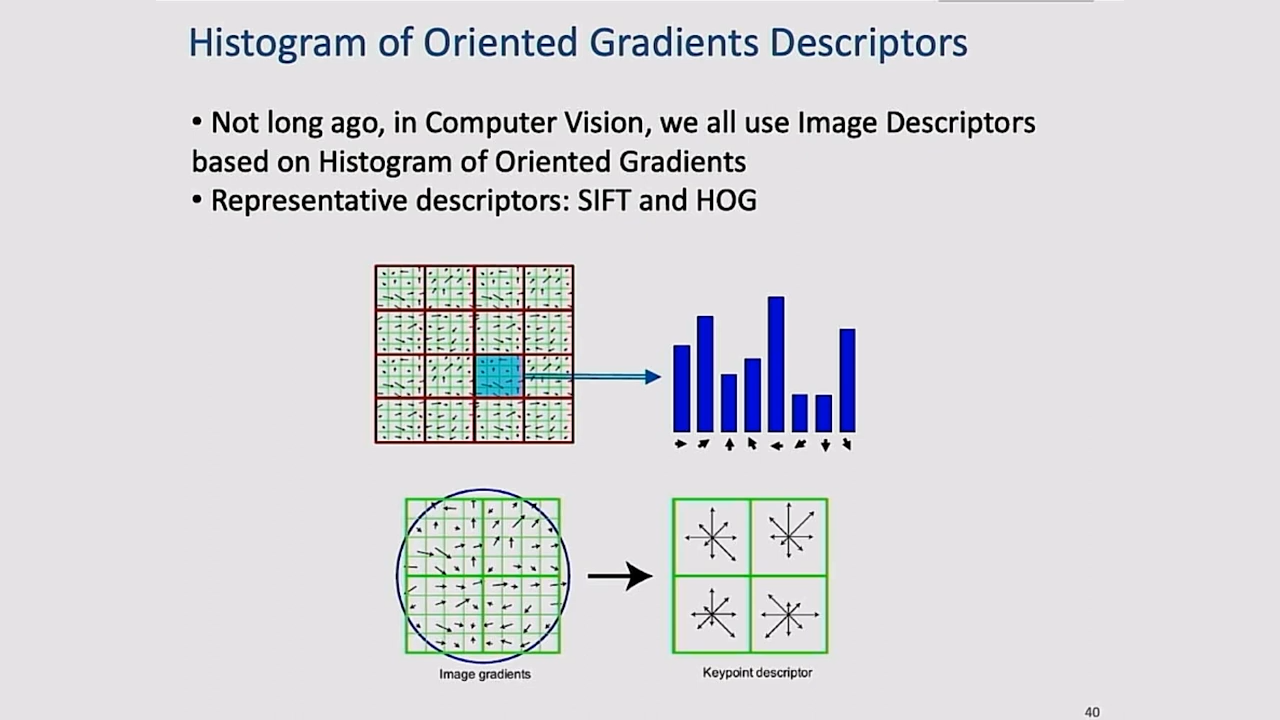 Histogram of Oriented Gradients Descriptors
• Not long ago, in Computer Vision, we all use Image Descriptors
based on Histogram of Oriented Gradients
• Representative descriptors: SIFT and HOG
Image gradients
Keypoint descriptor
40